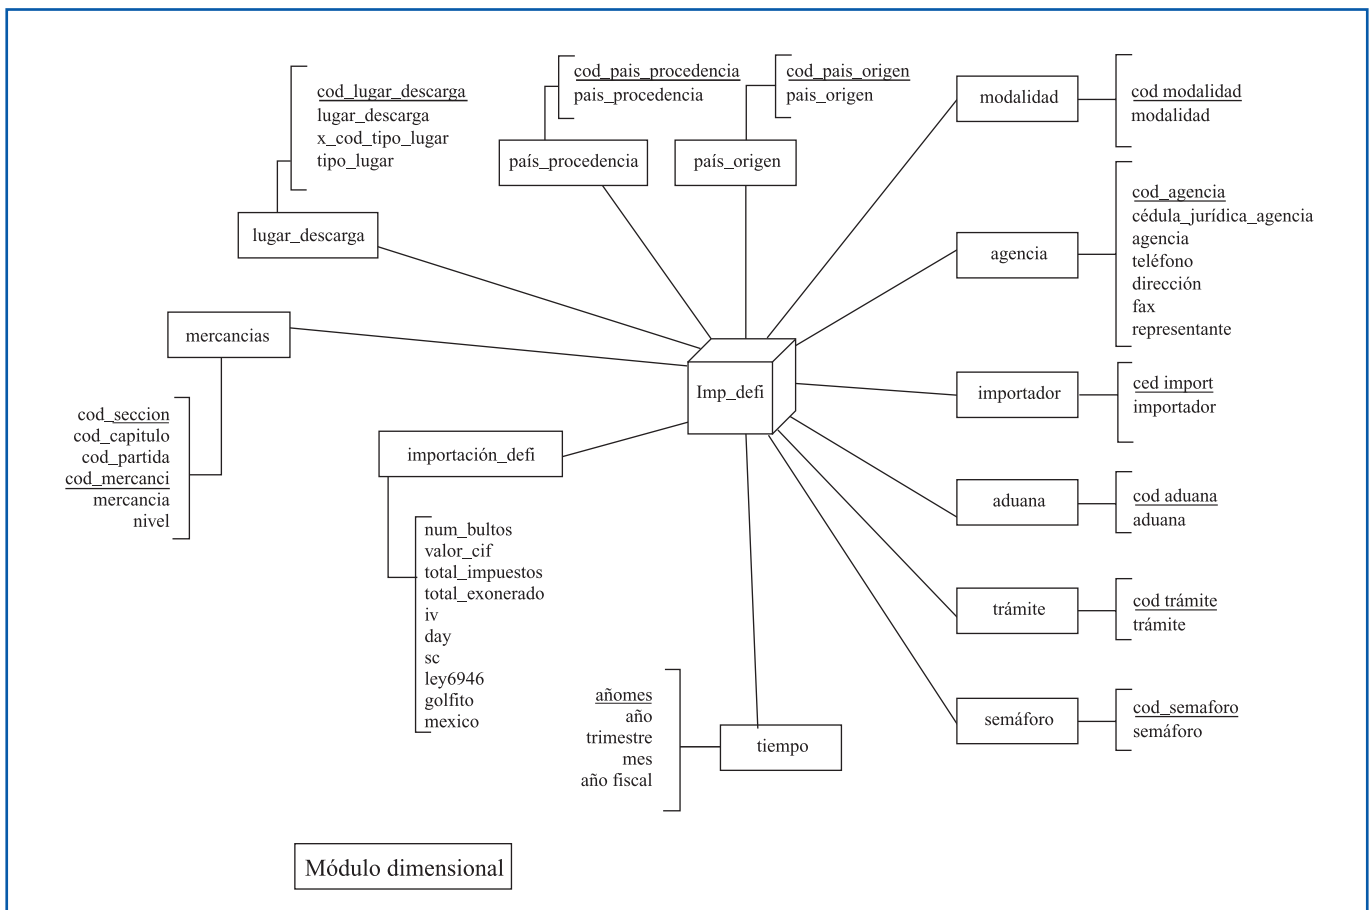 cod_lugar_descarga
lugar_descarga
x_cod_tipo_lugar
tipo_lugar
lugar_descarga
cod_pais_procedencia
pais_procedencia
país_procedencia
cod_pais_origen
pais_origen
país_origen
modalidad
cod modalidad
modalidad
agencia
cod_agencia
cédula_jurídica_agencia
agencia
teléfono
dirección
fax
representante
mercancias
cod_seccion
cod_capitulo
cod_partida
cod_mercanci
mercancia
nivel
Imp_defi
importador
ced import
importador
importación_defi
num_bultos
valor_cif
total_impuestos
total_exonerado
iv
day
sc
ley6946
golfito
mexico
aduana
cod aduana
aduana
trámite
cod trámite
trámite
semáforo
cod_semaforo
semáforo
añomes
año
trimestre
mes
año fiscal
tiempo
Módulo dimensional